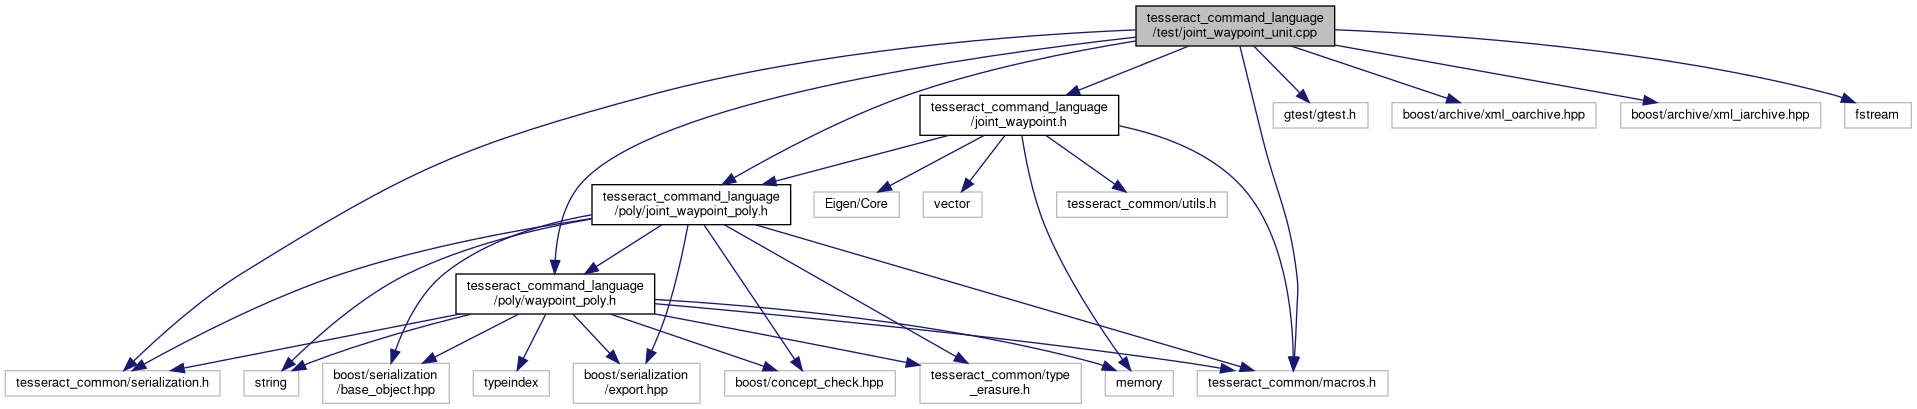 tesseract_command_language
/test/joint_waypoint_unit.cpp
tesseract_command_language
/joint_waypoint.h
gtest/gtest.h
boost/archive/xml_oarchive.hpp
boost/archive/xml_iarchive.hpp
fstream
tesseract_command_language
/poly/joint_waypoint_poly.h
Eigen/Core
vector
tesseract_common/utils.h
tesseract_command_language
/poly/waypoint_poly.h
tesseract_common/serialization.h
string
boost/serialization
/base_object.hpp
typeindex
boost/serialization
/export.hpp
boost/concept_check.hpp
tesseract_common/type
_erasure.h
memory
tesseract_common/macros.h